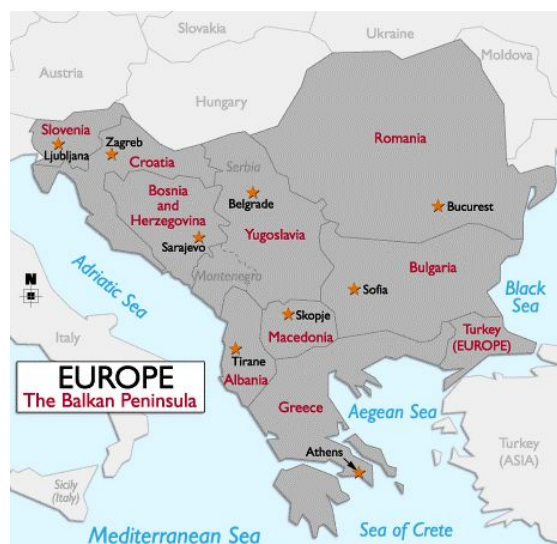 Slovakia
Ukraine
Moldova
Austria
Hungary
Slovenia
Ljubljana
Zagreb
Croatia
Romania
Serbia
Bosnia
and
Herzegovina
Belgrade
Bucurest
Sarajevo
Yugoslavia
Bulgaria
Adriatic Sea
Montenegro
Sofia
Black
Sea
N
Skopje
Macedonia
Turkey
(EUROPE)
Italy
Tirane
Albania
EUROPE
The Balkan Peninsula
Greece
Aegean Sea
Athens
Turkey
(ASIA)
Sicily
(Italy)
Mediterranean Sea
Sea of Crete